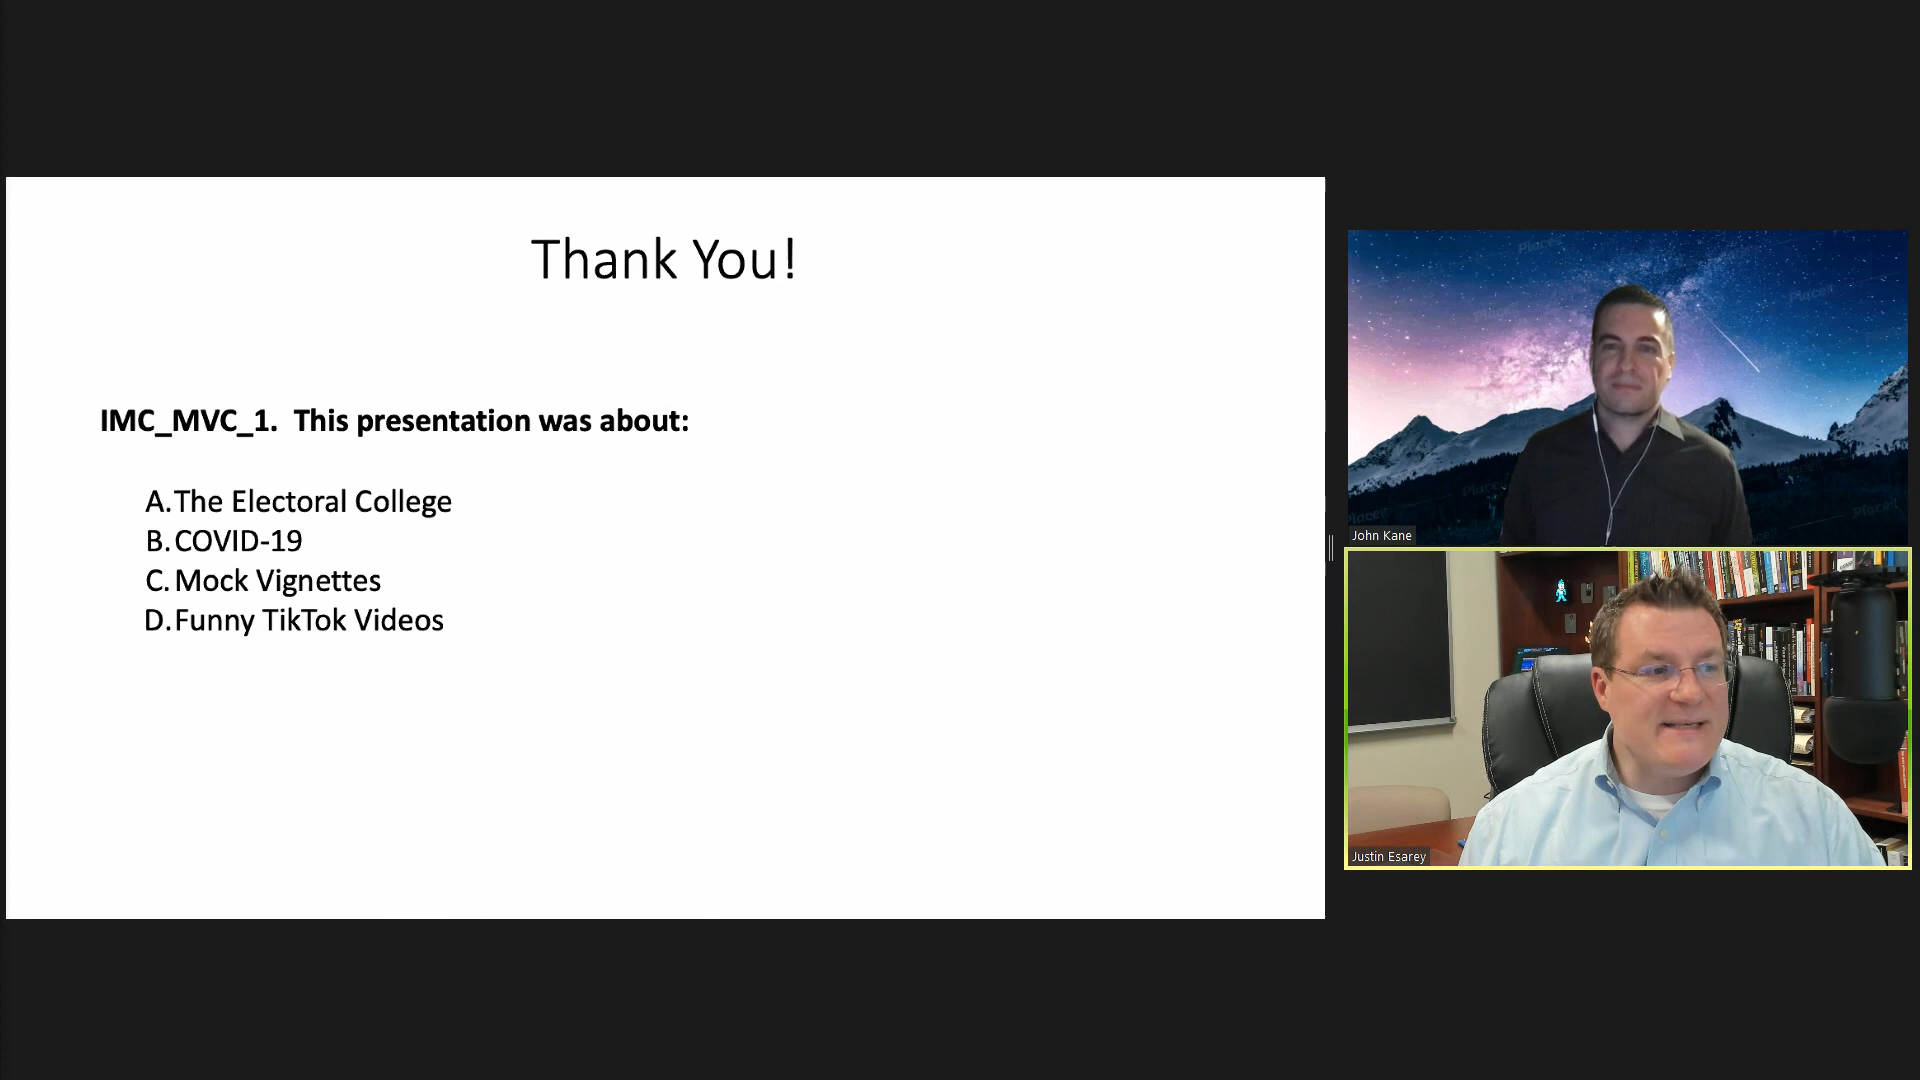 Thank You!
IMC_MVC_1. This presentation was about:
A. The Electoral College
B. COVID-19
C. Mock Vignettes
D. Funny TikTok Videos
John Kane
Justin Esarey